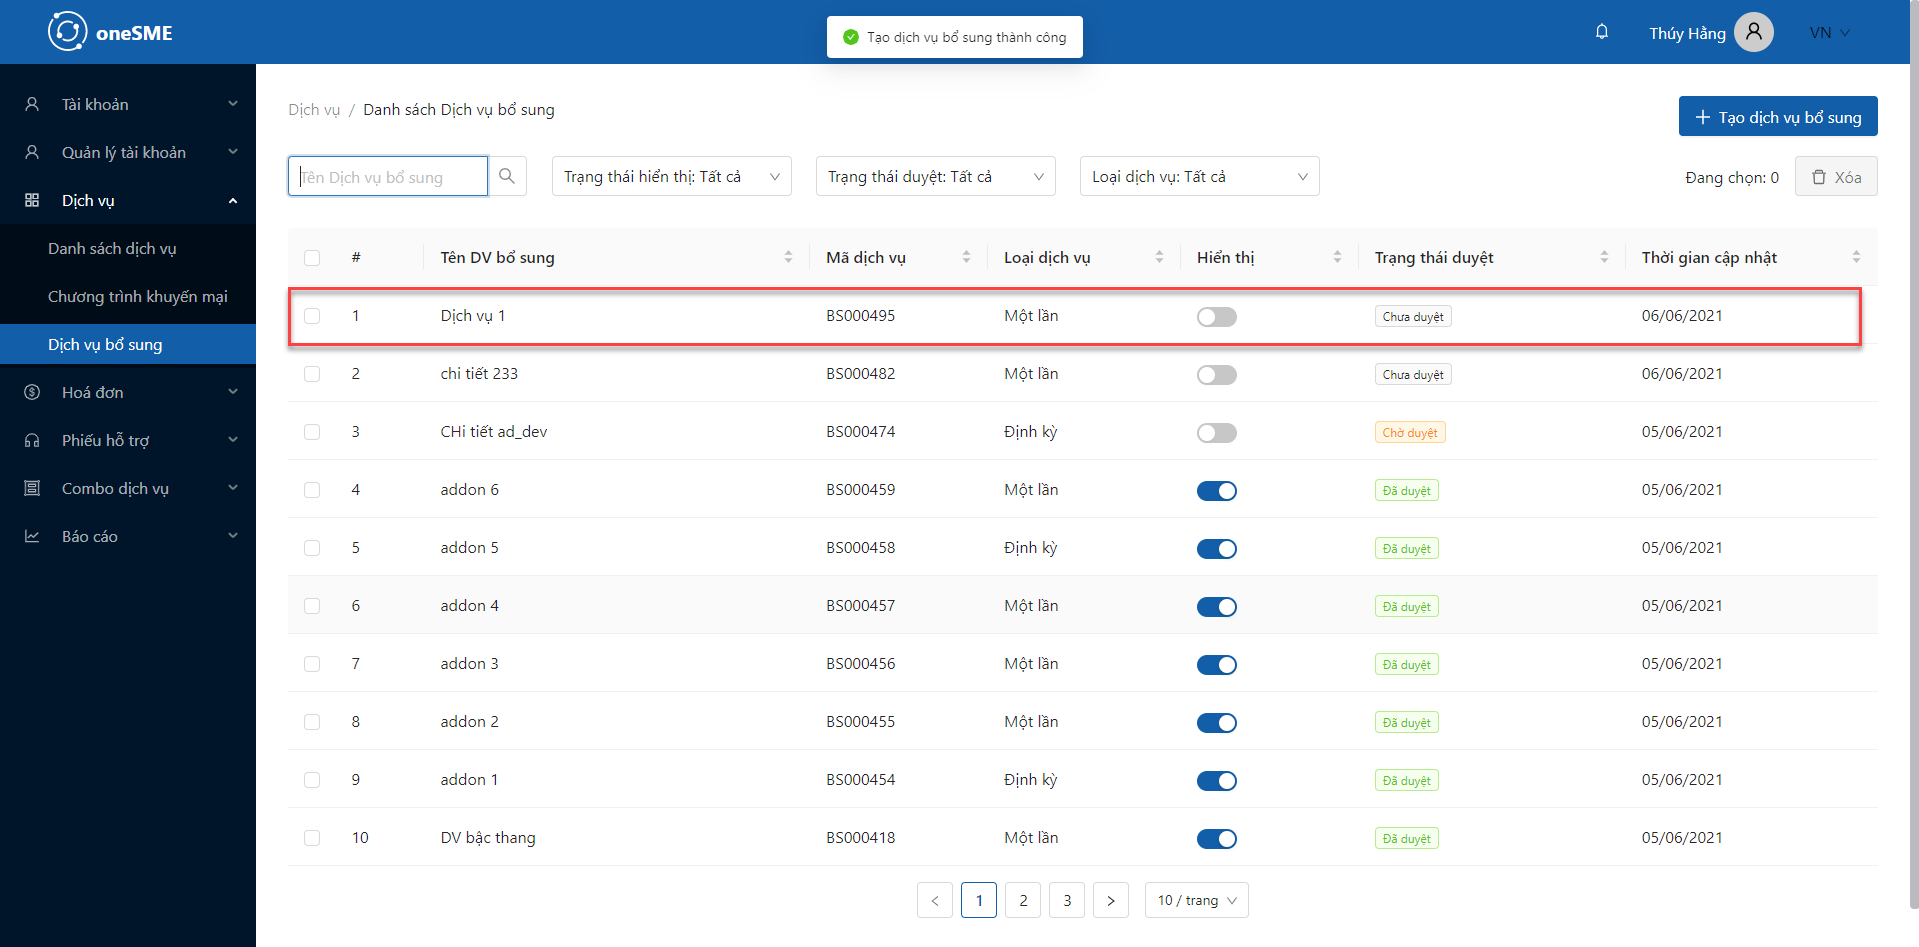 oneSME
Tạo dịch vụ bổ sung thành công
Thúy Hằng
VN
Tài khoản
Quản lý tài khoản
Dịch vụ
Danh sách dịch vụ
Chương trình khuyến mại
Dịch vụ bổ sung
Hoá đơn
Phiếu hỗ trợ
Combo dịch vụ
Báo cáo
Dịch vụ / Danh sách Dịch vụ bổ sung
Tạo dịch vụ bổ sung
Tên Dịch vụ bổ sung
Trạng thái hiển thị: Tất cả
Trạng thái duyệt: Tất cả
Loại dịch vụ: Tất cả
Đang chọn: 0
Xóa
# Tên DV bổ sung Mã dịch vụ Loại dịch vụ Hiển thị Trạng thái duyệt Thời gian cập nhật
1 Dịch vụ 1 BS000495 Một lần Chưa duyệt 06/06/2021
2 chi tiết 233 BS000482 Một lần Chưa duyệt 06/06/2021
3 CHi tiết ad_dev BS000474 Định kỳ Chờ duyệt 05/06/2021
4 addon 6 BS000459 Một lần Đã duyệt 05/06/2021
5 addon 5 BS000458 Định kỳ Đã duyệt 05/06/2021
6 addon 4 BS000457 Một lần Đã duyệt 05/06/2021
7 addon 3 BS000456 Một lần Đã duyệt 05/06/2021
8 addon 2 BS000455 Một lần Đã duyệt 05/06/2021
9 addon 1 BS000454 Định kỳ Đã duyệt 05/06/2021
10 DV bậc thang BS000418 Một lần Đã duyệt 05/06/2021
< 1 2 3 > 10 / trang